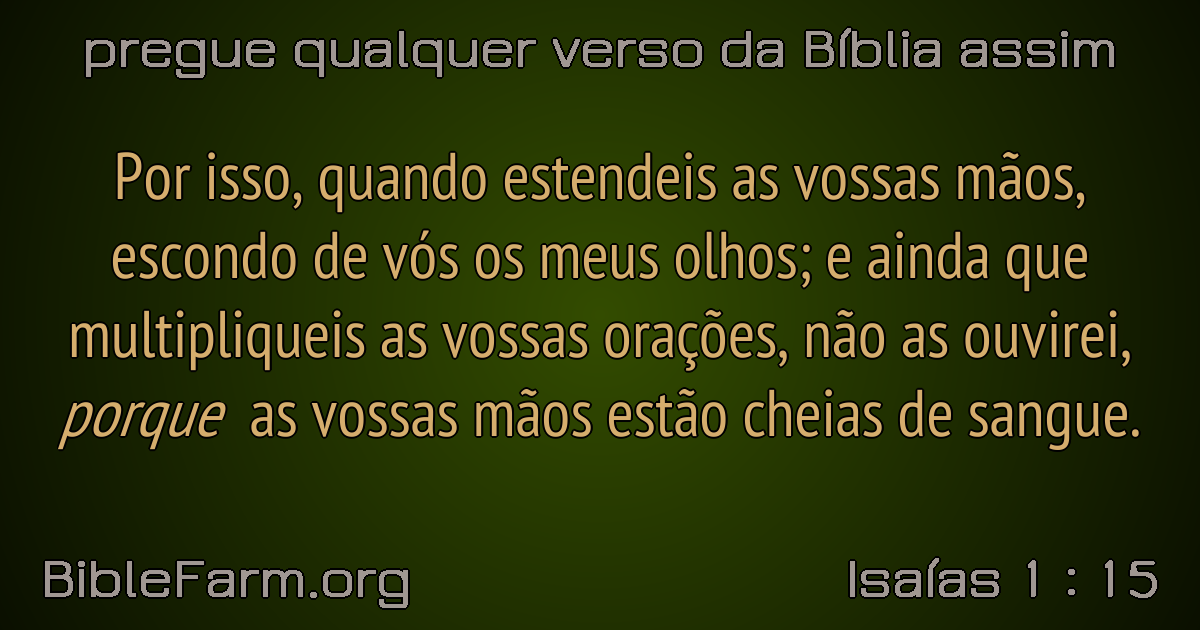 pregue qualquer verso da Bíblia assim
Por isso, quando estendeis as vossas mãos,
escondo de vós os meus olhos; e ainda que
multipliqueis as vossas orações, não as ouvirei,
porque as vossas mãos estão cheias de sangue.
BibleFarm.org
Isaías 1 : 15